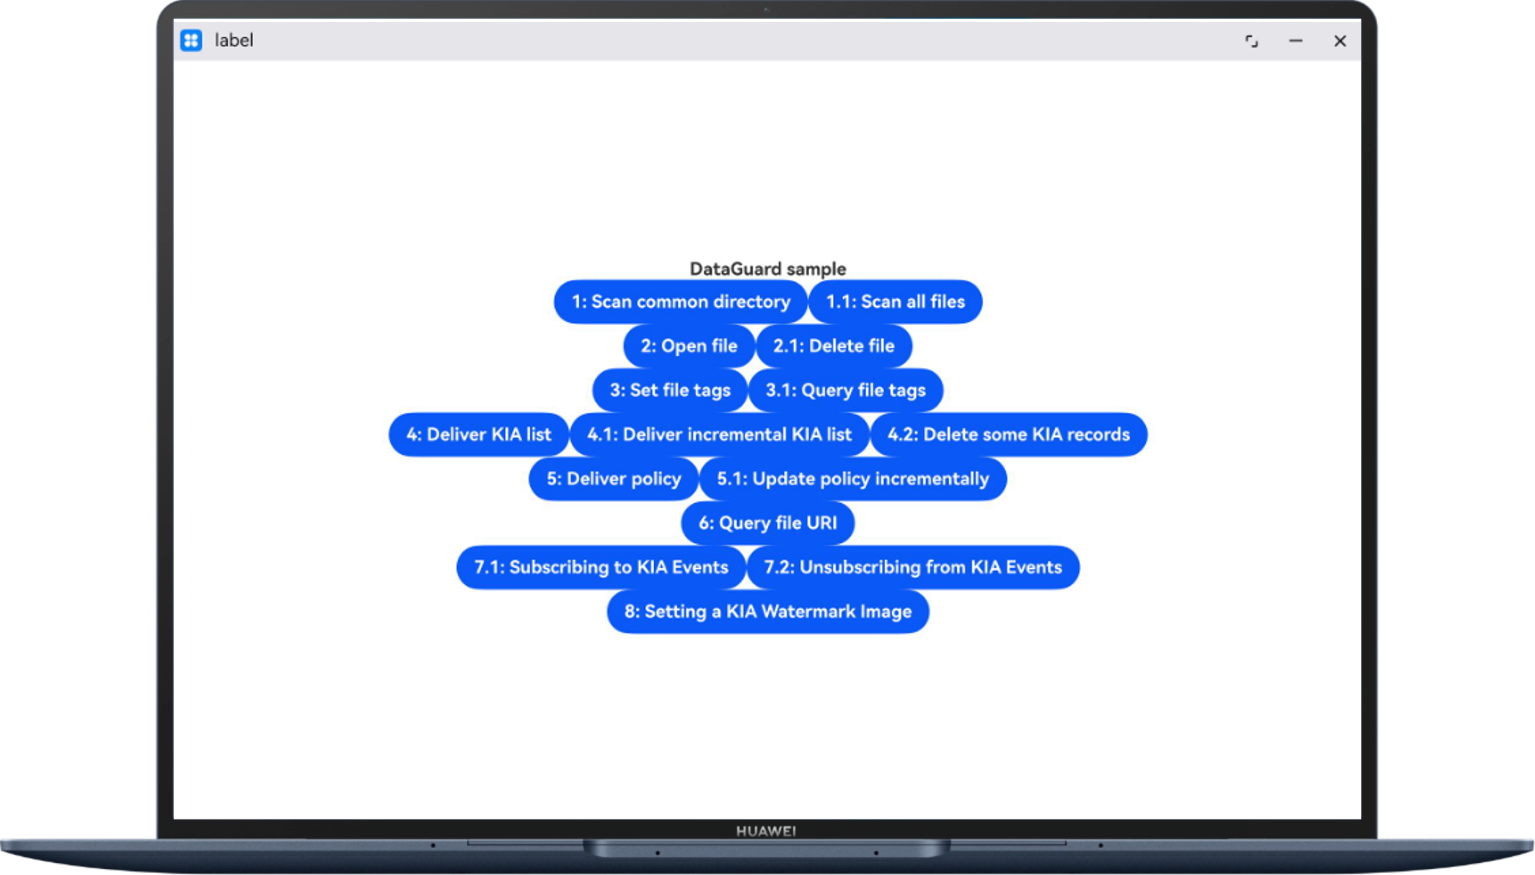 label
DataGuard sample
1: Scan common directory 1.1: Scan all files
2: Open file 2.1: Delete file
3: Set file tags 3.1: Query file tags
4: Deliver KIA list 4.1: Deliver incremental KIA list 4.2: Delete some KIA records
5: Deliver policy 5.1: Update policy incrementally
6: Query file URI
7.1: Subscribing to KIA Events 7.2: Unsubscribing from KIA Events
8: Setting a KIA Watermark Image
HUAWEI